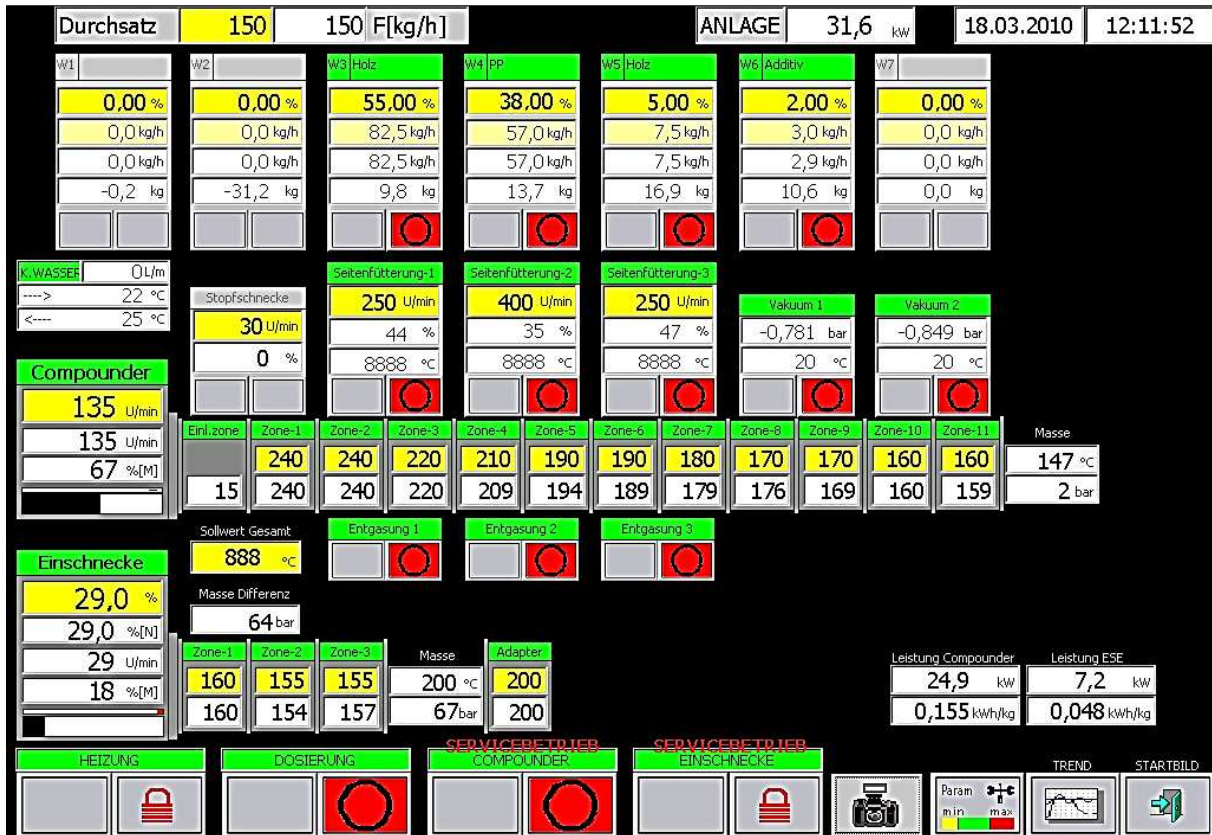 Durchsatz 150 150 F[kg/h] ANLAGE 31,6 kW 18.03.2010 12:11:52
W1 W2 W3 Holz W4 PP W5 Holz W6 Additiv W7
0,00 % 0,00 % 55,00 % 38,00 % 5,00 % 2,00 % 0,00 %
0,0 kg/h 0,0 kg/h 82,5 kg/h 57,0 kg/h 7,5 kg/h 3,0 kg/h 0,0 kg/h
0,0 kg/h 0,0 kg/h 82,5 kg/h 57,0 kg/h 7,5 kg/h 2,9 kg/h 0,0 kg/h
-0,2 kg -31,2 kg 9,8 kg 13,7 kg 16,9 kg 10,6 kg 0,0 kg
K.WASSER 0 L/m
----> 22 °C
<---- 25 °C
Stopfschnecke
30 U/min
0 %
Seitenfütterung-1 Seitenfütterung-2 Seitenfütterung-3
250 U/min 400 U/min 250 U/min
44 % 35 % 47 %
8888 °C 8888 °C 8888 °C
Vakuum 1 Vakuum 2
-0,781 bar -0,849 bar
20 °C 20 °C
Compounder
135 U/min
135 U/min
67 %[M]
Einl.zone Zone-1 Zone-2 Zone-3 Zone-4 Zone-5 Zone-6 Zone-7 Zone-8 Zone-9 Zone-10 Zone-11 Masse
240 240 220 210 190 190 180 170 170 160 160 147 °C
15 240 240 220 209 194 189 179 176 169 160 159 2 bar
Sollwert Gesamt
888 °C
Entgasung 1 Entgasung 2 Entgasung 3
Einschnecke
29,0 %
29,0 %[N]
29 U/min
18 %[M]
Masse Differenz
64 bar
Zone-1 Zone-2 Zone-3 Masse Adapter
160 155 155 200 °C 200
160 154 157 67 bar 200
Leistung Compounder Leistung ESE
24,9 kW 7,2 kW
0,155 kWh/kg 0,048 kWh/kg
SERVICEBETRIEB SERVICEBETRIEB
HEIZUNG DOSIERUNG COMPOUNDER EINSCHNECKE TREND STARTBILD
Param
min max